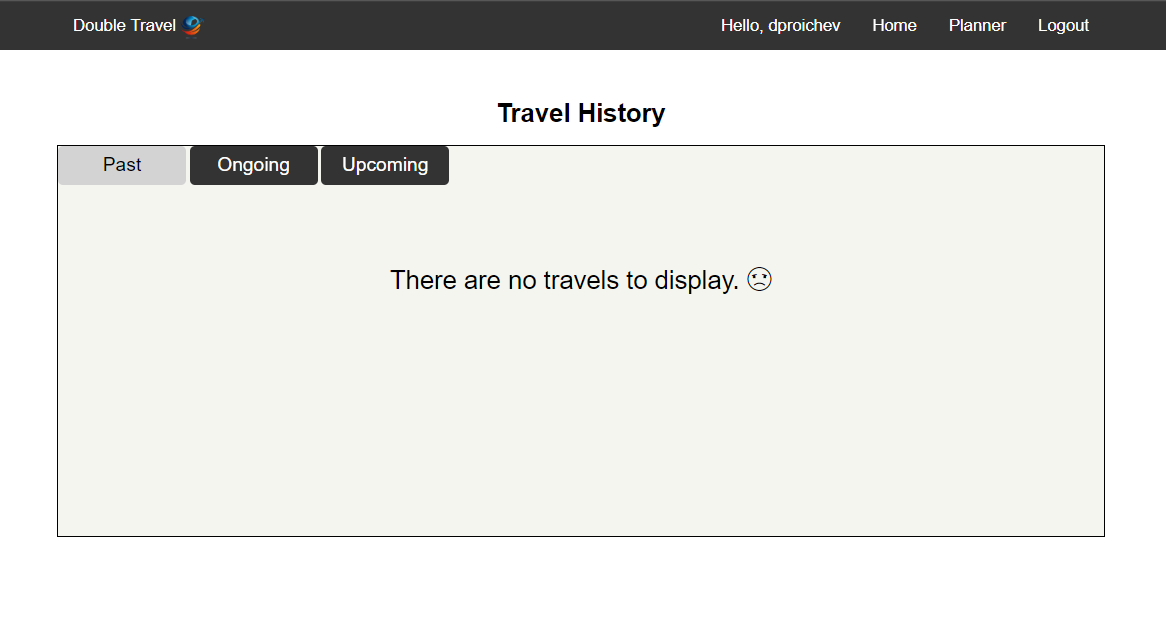 Double Travel Hello, dproichev Home Planner Logout
Travel History
Past Ongoing Upcoming
There are no travels to display. ☹